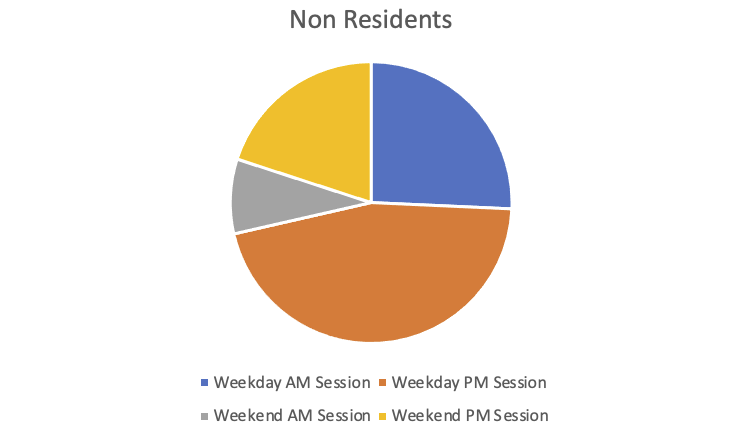 Non Residents
Weekday AM Session Weekday PM Session
Weekend AM Session Weekend PM Session